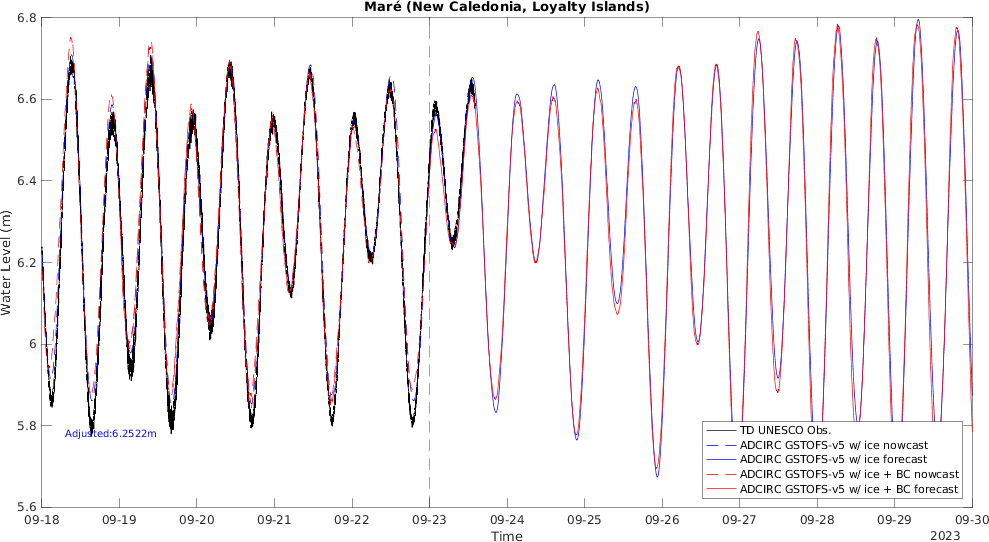 Maré (New Caledonia, Loyalty Islands)
6.8
6.6
6.4
6.2
6
5.8
5.6
Water Level (m)
Adjusted:6.2522m
TD UNESCO Obs.
ADCIRC GSTOFS-v5 w/ ice nowcast
ADCIRC GSTOFS-v5 w/ ice forecast
ADCIRC GSTOFS-v5 w/ ice + BC nowcast
ADCIRC GSTOFS-v5 w/ ice + BC forecast
09-18 09-19 09-20 09-21 09-22 09-23 09-24 09-25 09-26 09-27 09-28 09-29 09-30
Time
2023